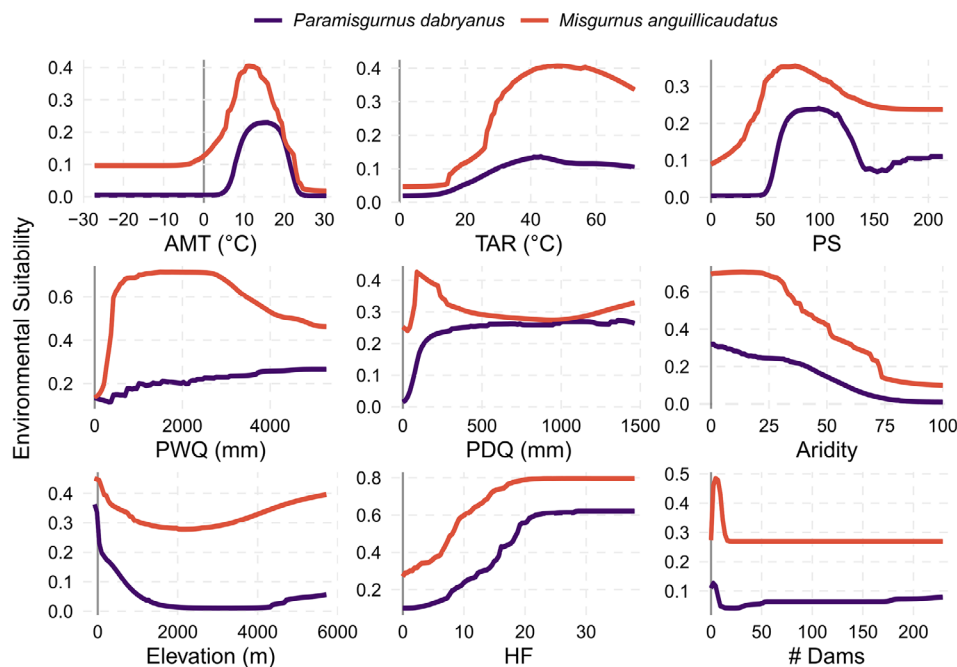 Paramisgurnus dabryanus Misgurnus anguillicaudatus
Environmental Suitability
0.4
0.3
0.2
0.1
0.0
−30 −20 −10 0 10 20 30
AMT (°C)
0.4
0.3
0.2
0.1
0.0
0 20 40 60
TAR (°C)
0.3
0.2
0.1
0.0
0 50 100 150 200
PS
0.6
0.4
0.2
0 2000 4000
PWQ (mm)
0.4
0.3
0.2
0.1
0.0
0 500 1000 1500
PDQ (mm)
0.6
0.4
0.2
0.0
0 25 50 75 100
Aridity
0.4
0.3
0.2
0.1
0.0
0 2000 4000 6000
Elevation (m)
0.8
0.6
0.4
0.2
0 10 20 30
HF
0.5
0.4
0.3
0.2
0.1
0 50 100 150 200
# Dams